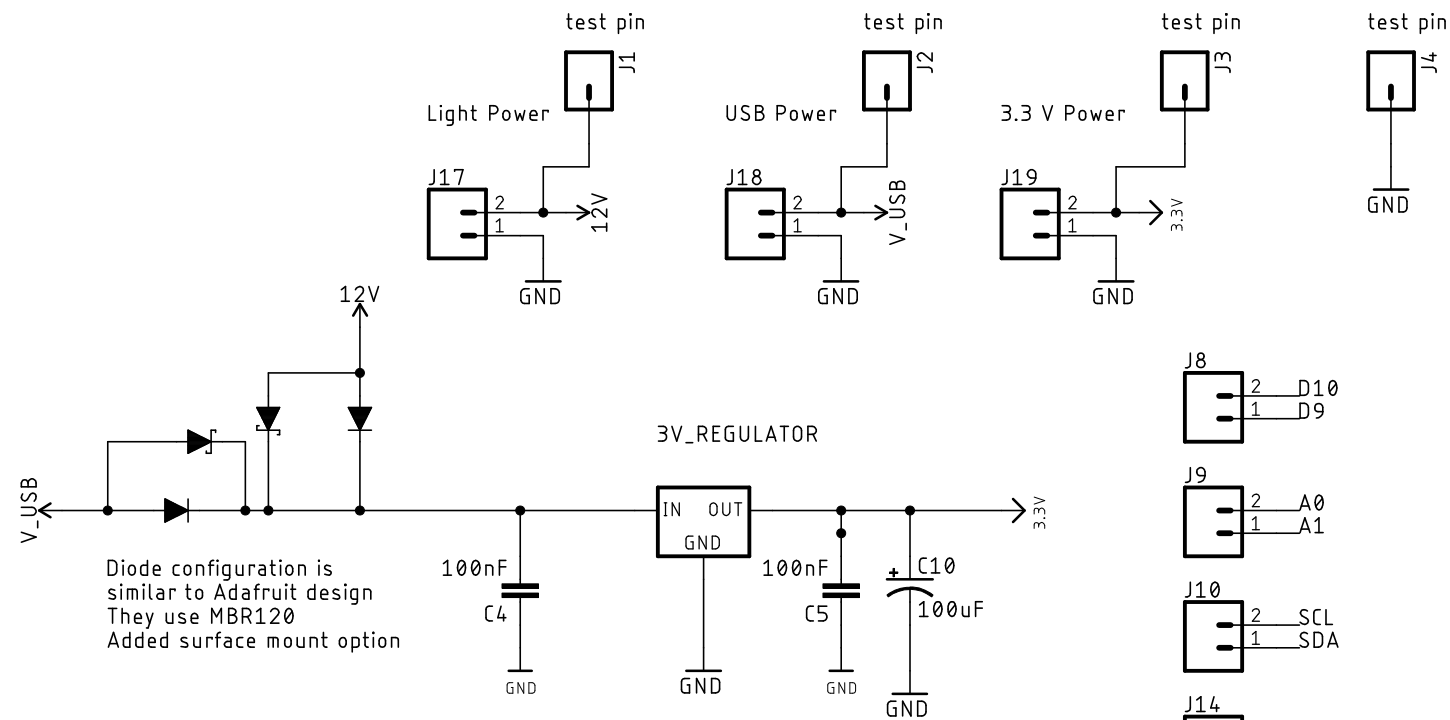 test pin
test pin
test pin
test pin
J1
J2
J3
J4
Light Power
USB Power
3.3 V Power
J17
2
1
12V
GND
J18
2
1
V_USB
GND
J19
2
1
3.3V
GND
GND
12V
V_USB
3V_REGULATOR
IN OUT
GND
3.3V
100nF
C4
GND
GND
100nF
C5
GND
C10
+
100uF
GND
Diode configuration is
similar to Adafruit design
They use MBR120
Added surface mount option
J8
2 D10
1 D9
J9
2 A0
1 A1
J10
2 SCL
1 SDA
J14